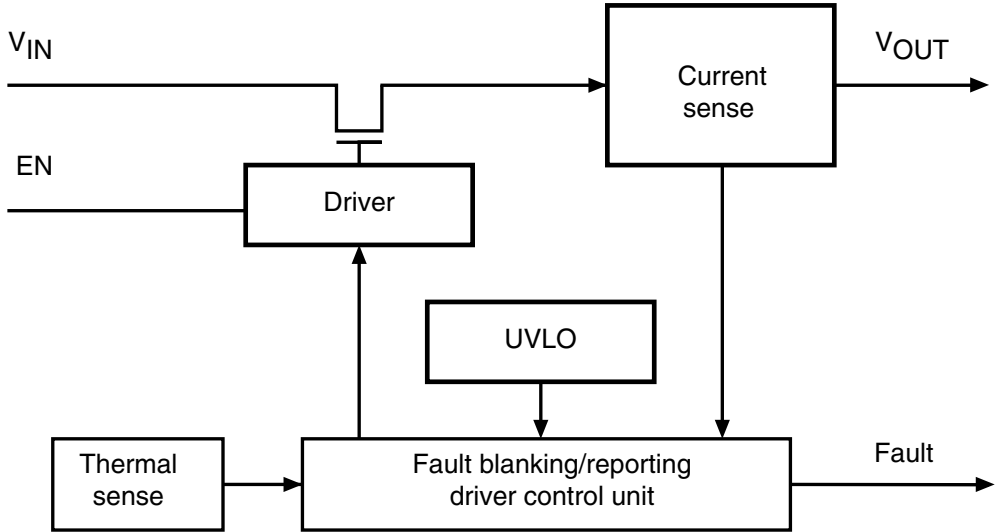 VIN
VOUT
Current
sense
EN
Driver
UVLO
Thermal
sense
Fault blanking/reporting
driver control unit
Fault